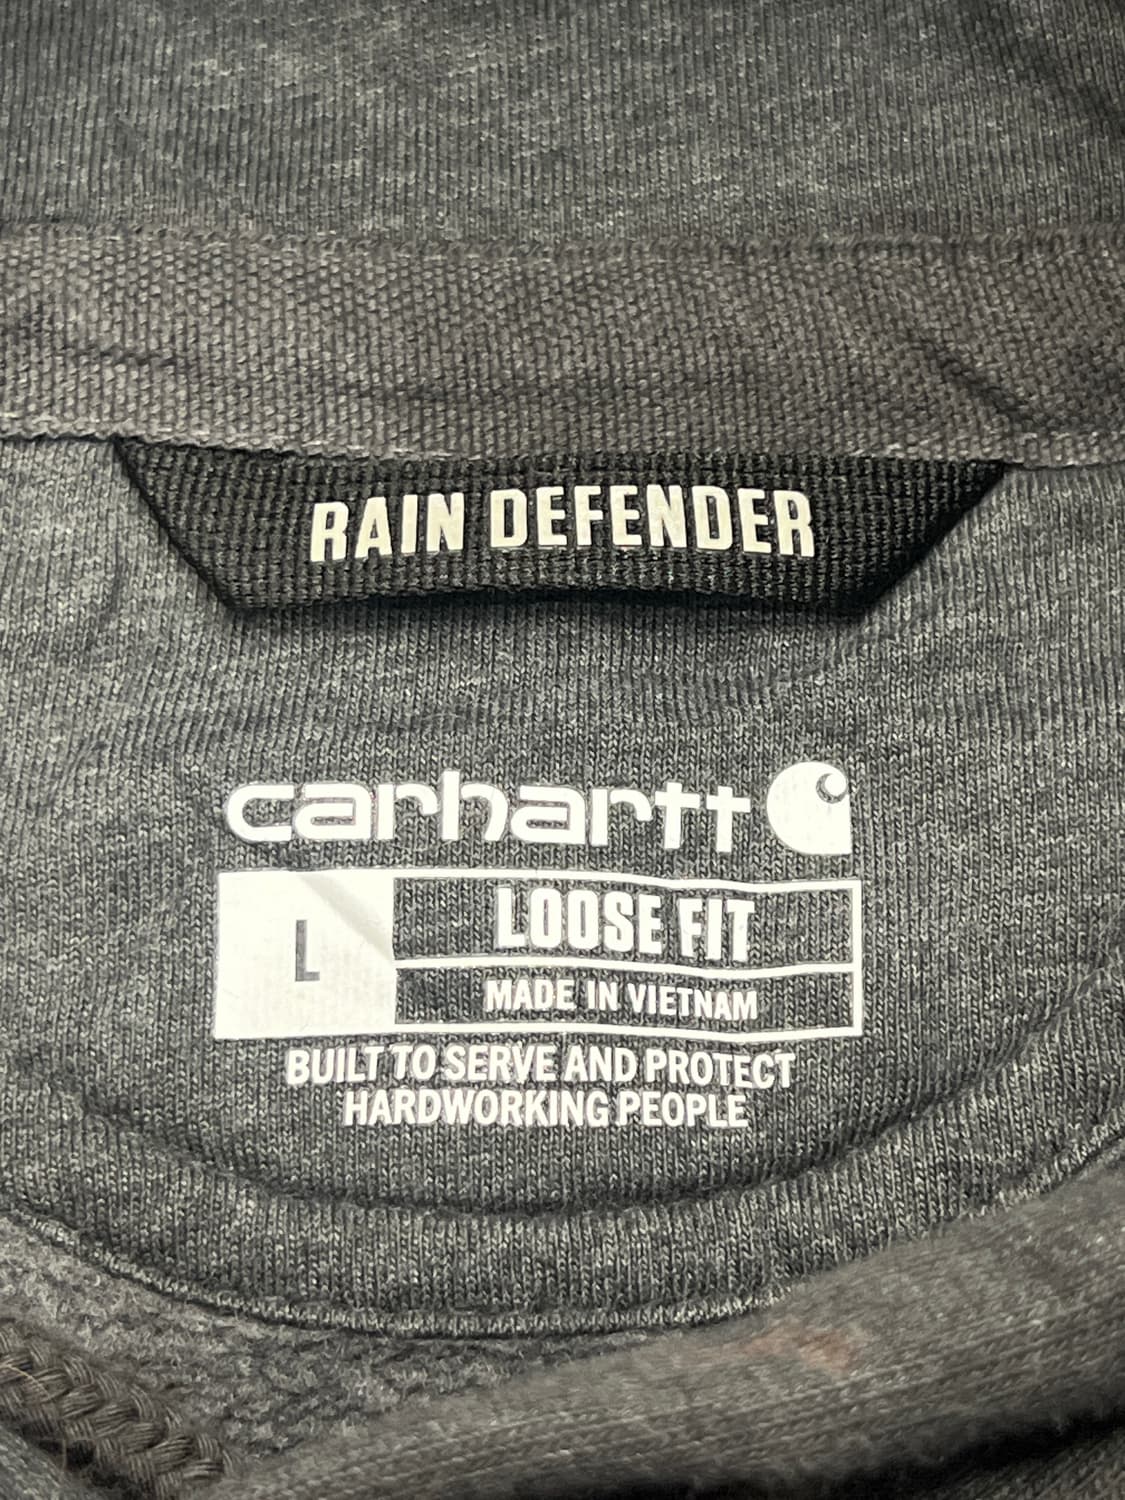 RAIN DEFENDER
carhartt
L
LOOSE FIT
MADE IN VIETNAM
BUILT TO SERVE AND PROTECT
HARDWORKING PEOPLE